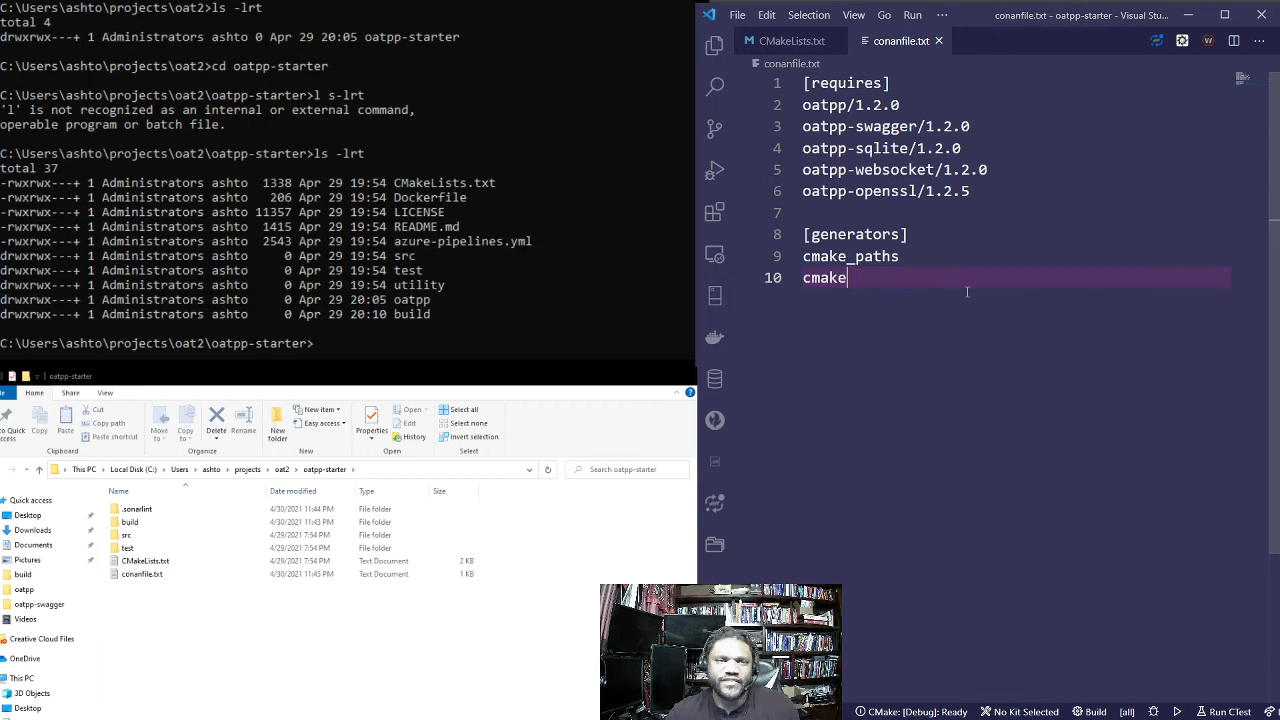 C:\Users\ashto\projects\oat2>ls -lrt
total 4
drwxrwx---+ 1 Administrators ashto 0 Apr 29 20:05 oatpp-starter
C:\Users\ashto\projects\oat2>cd oatpp-starter
C:\Users\ashto\projects\oat2\oatpp-starter>l s-lrt
'l' is not recognized as an internal or external command,
operable program or batch file.
C:\Users\ashto\projects\oat2\oatpp-starter>ls -lrt
total 37
-rwxrwx---+ 1 Administrators ashto 1338 Apr 29 19:54 CMakeLists.txt
-rwxrwx---+ 1 Administrators ashto 206 Apr 29 19:54 Dockerfile
-rwxrwx---+ 1 Administrators ashto 11357 Apr 29 19:54 LICENSE
-rwxrwx---+ 1 Administrators ashto 1415 Apr 29 19:54 README.md
-rwxrwx---+ 1 Administrators ashto 2543 Apr 29 19:54 azure-pipelines.yml
drwxrwx---+ 1 Administrators ashto 0 Apr 29 19:54 src
drwxrwx---+ 1 Administrators ashto 0 Apr 29 19:54 test
drwxrwx---+ 1 Administrators ashto 0 Apr 29 19:54 utility
drwxrwx---+ 1 Administrators ashto 0 Apr 29 20:05 oatpp
drwxrwx---+ 1 Administrators ashto 0 Apr 29 20:10 build
C:\Users\ashto\projects\oat2\oatpp-starter>
oatpp-starter
Home Share View
Copy Paste Cut Copy path Paste shortcut
Move to Copy to Delete Rename
New folder New item Easy access
Properties Open Edit History
Select all Select none Invert selection
Clipboard Organize New Open Select
This PC > Local Disk (C:) > Users > ashto > projects > oat2 > oatpp-starter >
Search oatpp-starter
Name Date modified Type Size
.sonarlint 4/30/2021 11:44 PM File folder
build 4/30/2021 11:43 PM File folder
src 4/29/2021 7:54 PM File folder
test 4/29/2021 7:54 PM File folder
CMakeLists.txt 4/29/2021 7:54 PM Text Document 2 KB
conanfile.txt 4/30/2021 11:45 PM Text Document 1 KB
Quick access
Desktop
Downloads
Documents
Pictures
build
oatpp
oatpp-swagger
Videos
Creative Cloud Files
OneDrive
This PC
3D Objects
Desktop
File Edit Selection View Go Run ··· conanfile.txt - oatpp-starter - Visual Stu...
CMakeLists.txt conanfile.txt
conanfile.txt
1 [requires]
2 oatpp/1.2.0
3 oatpp-swagger/1.2.0
4 oatpp-sqlite/1.2.0
5 oatpp-websocket/1.2.0
6 oatpp-openssl/1.2.5
7
8 [generators]
9 cmake_paths
10 cmake
CMake: [Debug]: Ready No Kit Selected Build [all] Run CTest